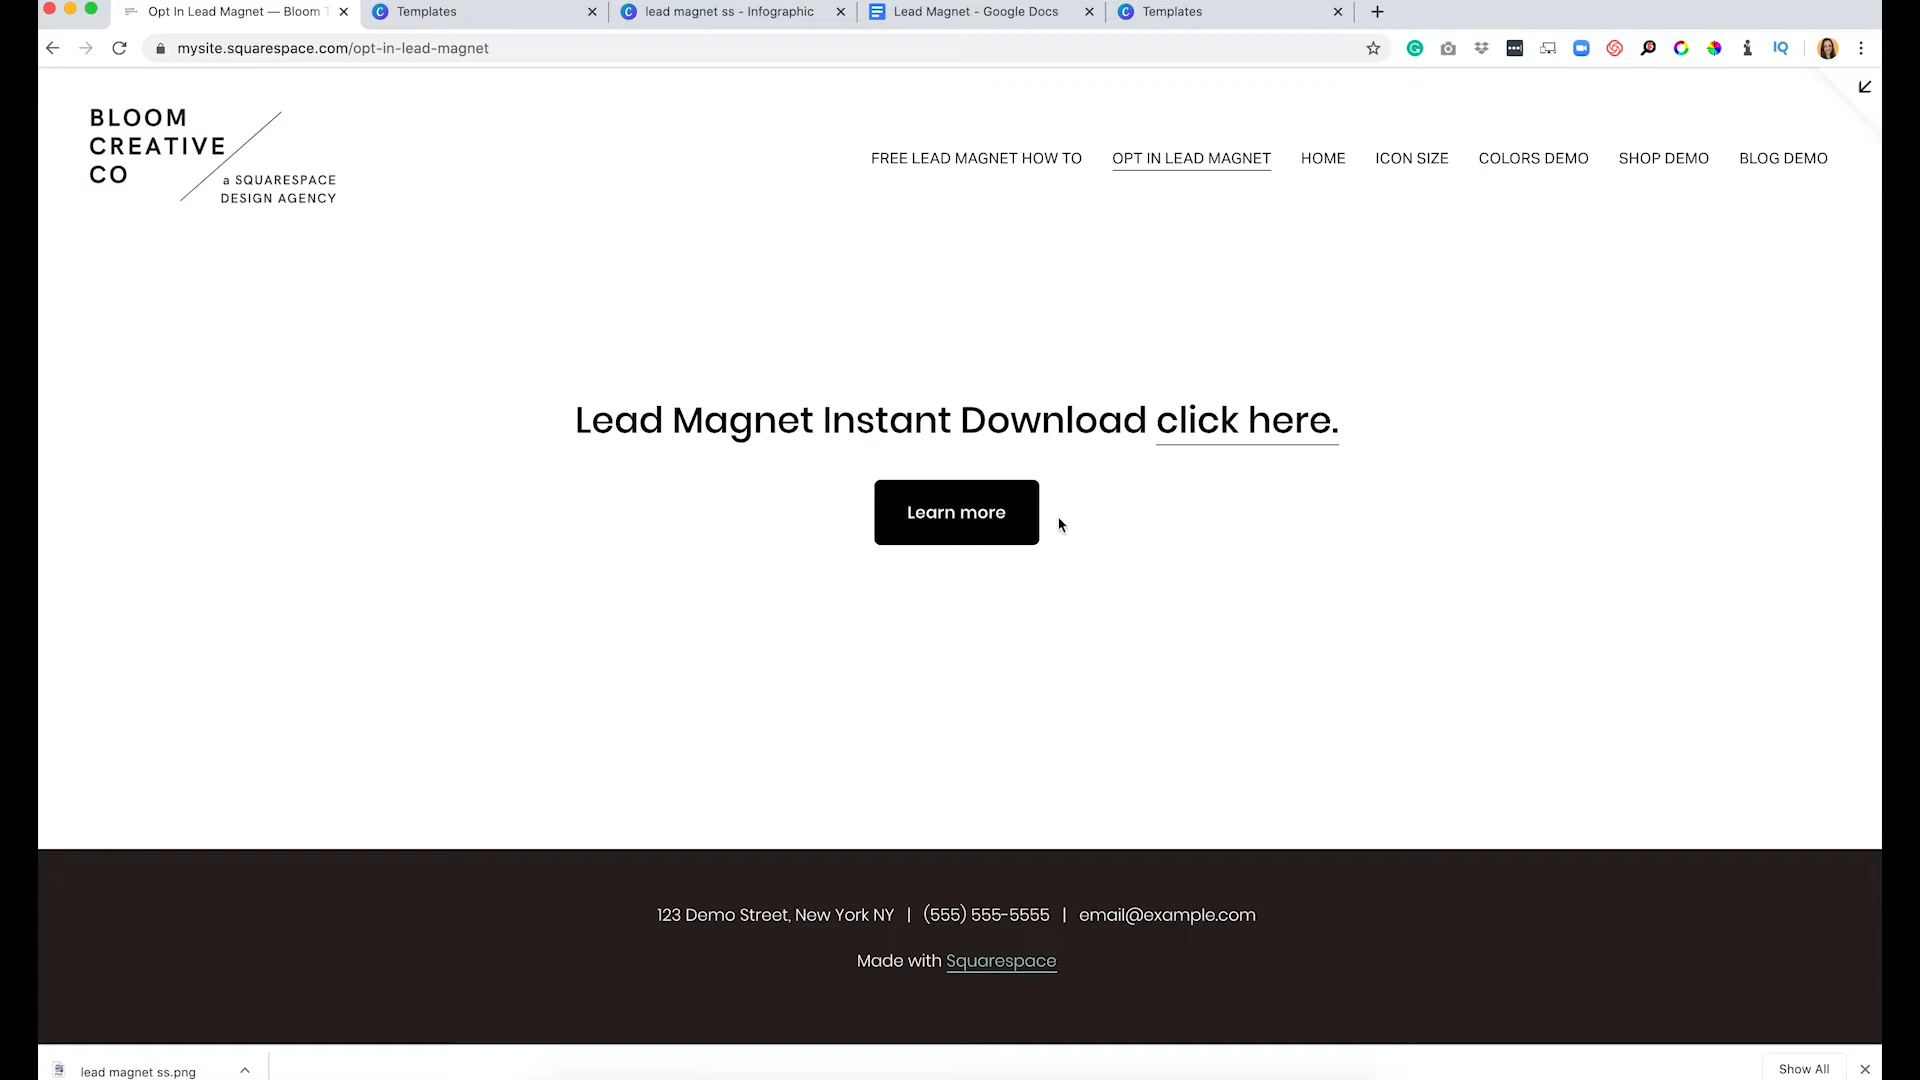 Opt In Lead Magnet — Bloom T
Templates
lead magnet ss - Infographic
Lead Magnet - Google Docs
Templates
mysite.squarespace.com/opt-in-lead-magnet
IQ
BLOOM
CREATIVE
CO
a SQUARESPACE
DESIGN AGENCY
FREE LEAD MAGNET HOW TO
OPT IN LEAD MAGNET
HOME
ICON SIZE
COLORS DEMO
SHOP DEMO
BLOG DEMO
Lead Magnet Instant Download click here.
Learn more
123 Demo Street, New York NY | (555) 555-5555 | email@example.com
Made with Squarespace
lead magnet ss.png
Show All